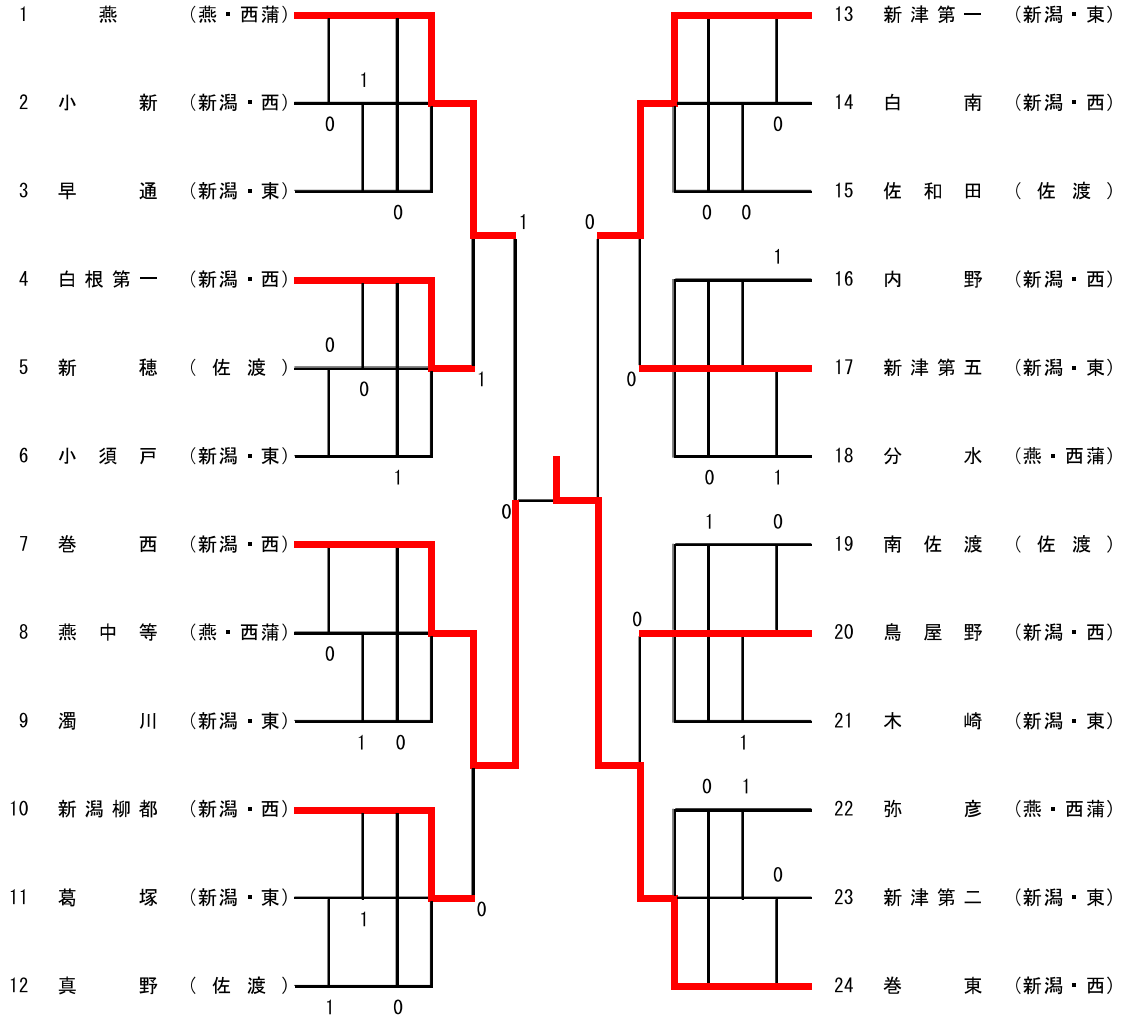 1 燕 (燕・西蒲)
1
2 小新 (新潟・西)
0
3 早通 (新潟・東)
0
1
4 白根第一 (新潟・西)
0
5 新穂 (佐渡)
0
1
6 小須戸 (新潟・東)
1
0
7 巻西 (新潟・西)
8 燕中等 (燕・西蒲)
0
9 濁川 (新潟・東)
1 0
10 新潟柳都 (新潟・西)
11 葛塚 (新潟・東)
1
0
12 真野 (佐渡)
1 0
13 新津第一 (新潟・東)
14 白南 (新潟・西)
0
15 佐和田 (佐渡)
0 0
0
1
16 内野 (新潟・西)
0
17 新津第五 (新潟・東)
18 分水 (燕・西蒲)
0 1
1 0
19 南佐渡 (佐渡)
0
20 鳥屋野 (新潟・西)
21 木崎 (新潟・東)
1
0 1
22 弥彦 (燕・西蒲)
0
23 新津第二 (新潟・東)
24 巻東 (新潟・西)